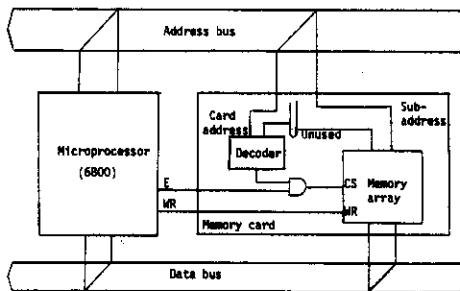 Address bus
Card
address
Sub-
address
Unused
Decoder
Microprocessor
(6800)
E
CS
Memory
array
WR
WR
Memory card
Data bus